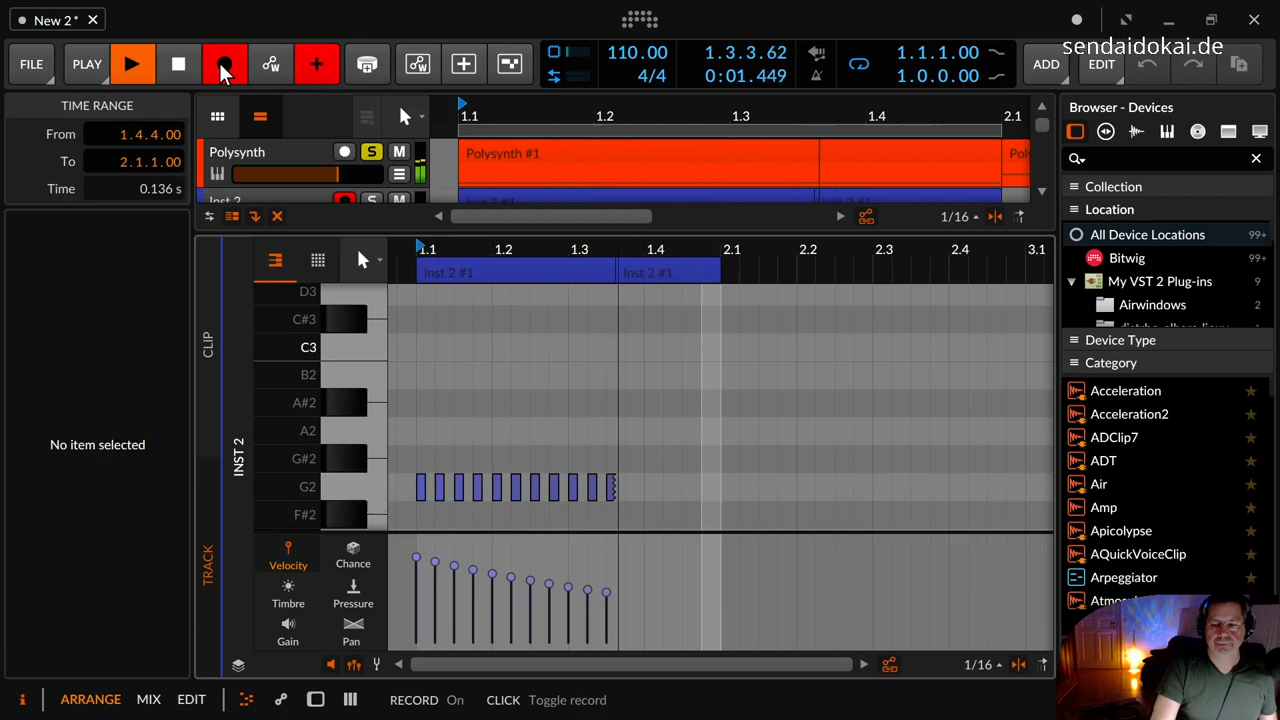 New 2*
sendaidokai.de
FILE
PLAY
110.00
4/4
1.3.3.62
0:01.449
1.1.1.00
1.0.0.00
ADD
EDIT
TIME RANGE
From 1.4.4.00
To 2.1.1.00
Time 0.136 s
No item selected
1.1 1.2 1.3 1.4 2.1
Polysynth S M
Polysynth #1
Inst 2 S M
Inst 2 #1
1/16
1.1 1.2 1.3 1.4 2.1 2.2 2.3 2.4 3.1
Inst 2 #1 Inst 2 #1
CLIP
TRACK
INST 2
D3
C#3
C3
B2
A#2
A2
G#2
G2
F#2
Velocity
Chance
Timbre
Pressure
Gain
Pan
1/16
Browser - Devices
Collection
Location
All Device Locations 99+
Bitwig 99+
My VST 2 Plug-ins 9
Airwindows 2
Device Type
Category
Acceleration
Acceleration2
ADClip7
ADT
Air
Amp
Apicolypse
AQuickVoiceClip
Arpeggiator
ARRANGE MIX EDIT
RECORD On
CLICK Toggle record